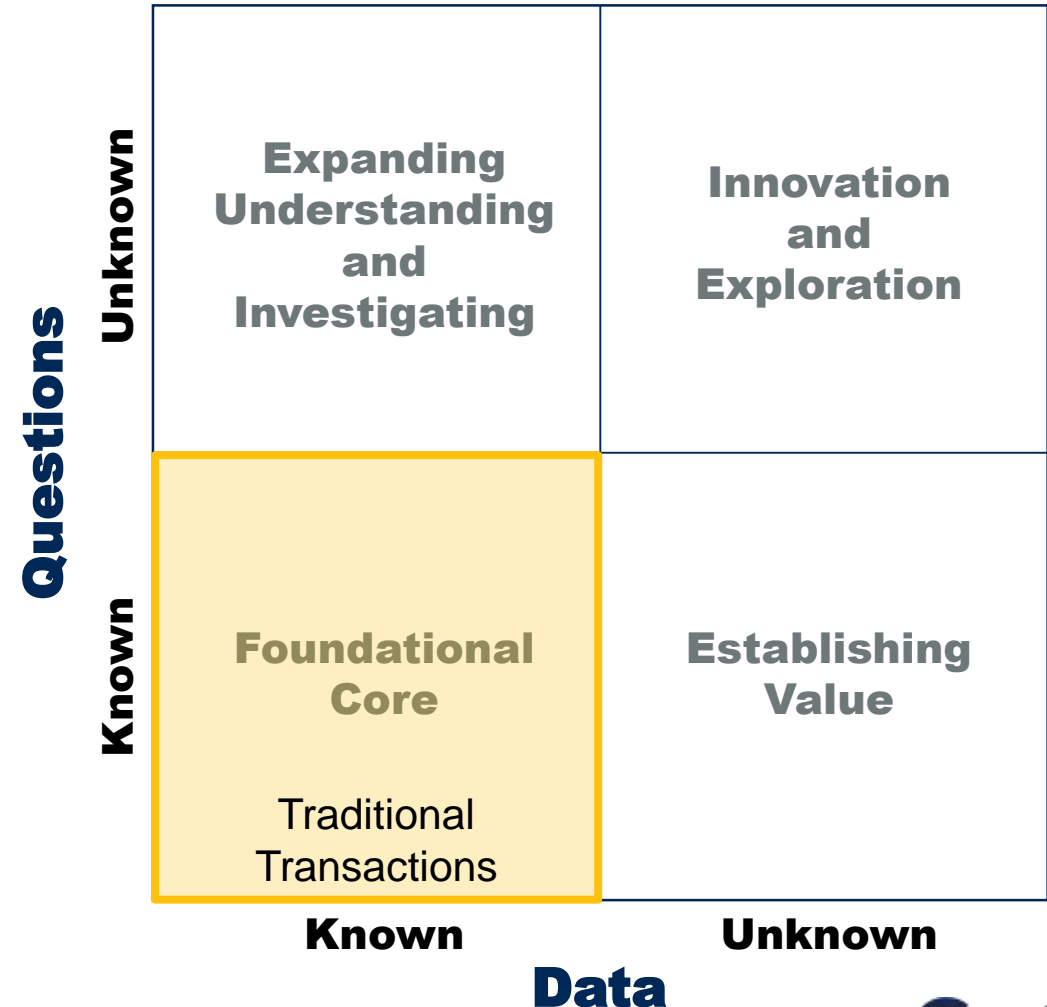 Questions
Unknown
Expanding
Understanding
and
Investigating
Innovation
and
Exploration
Known
Foundational
Core
Traditional
Transactions
Establishing
Value
Known
Unknown
Data